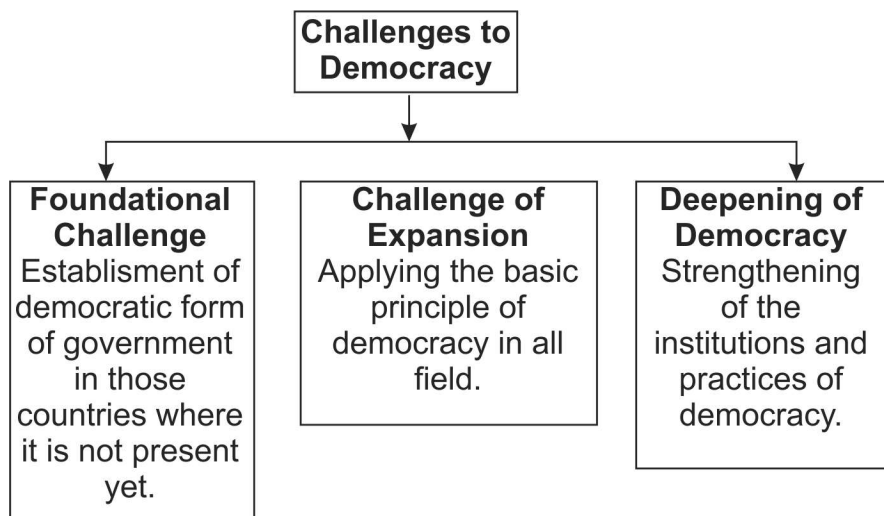 Challenges to
Democracy
Foundational
Challenge
Establisment of
democratic form
of government
in those
countries where
it is not present
yet.
Challenge of
Expansion
Applying the basic
principle of
democracy in all
field.
Deepening of
Democracy
Strengthening
of the
institutions and
practices of
democracy.